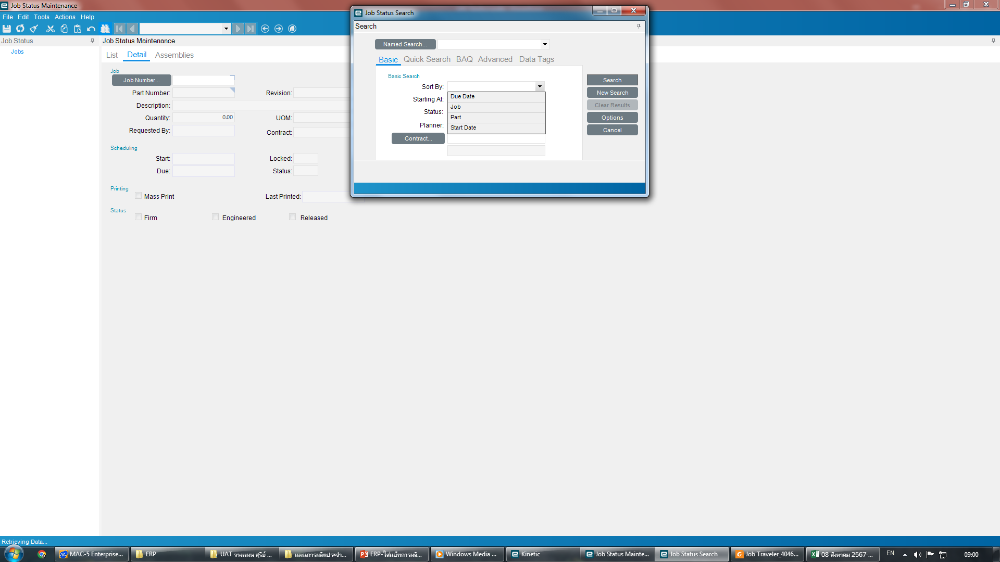 Job Status Maintenance
File Edit Tools Actions Help
Job Status
Jobs
Job Status Maintenance
List Detail Assemblies
Job
Job Number...
Part Number: Revision:
Description:
Quantity: 0.00 UOM:
Requested By: Contract:
Scheduling
Start: Locked:
Due: Status:
Printing
Mass Print Last Printed:
Status
Firm Engineered Released
Job Status Search
Search
Named Search...
Basic Quick Search BAQ Advanced Data Tags
Basic Search
Sort By:
Starting At:
Status:
Planner:
Contract...
Due Date
Job
Part
Start Date
Search
New Search
Clear Results
Options
Cancel
Retrieving Data...
MAC-5 Enterprise... ERP UAT วางแผน สุรีย์ ... แผนการผลิตประจำ... ERP-ใส่แบ็ทการผลิ... Windows Media ... Kinetic Job Status Mainte... Job Status Search Job Traveler_4046... 08-สิงหาคม 2567-... EN 09:00